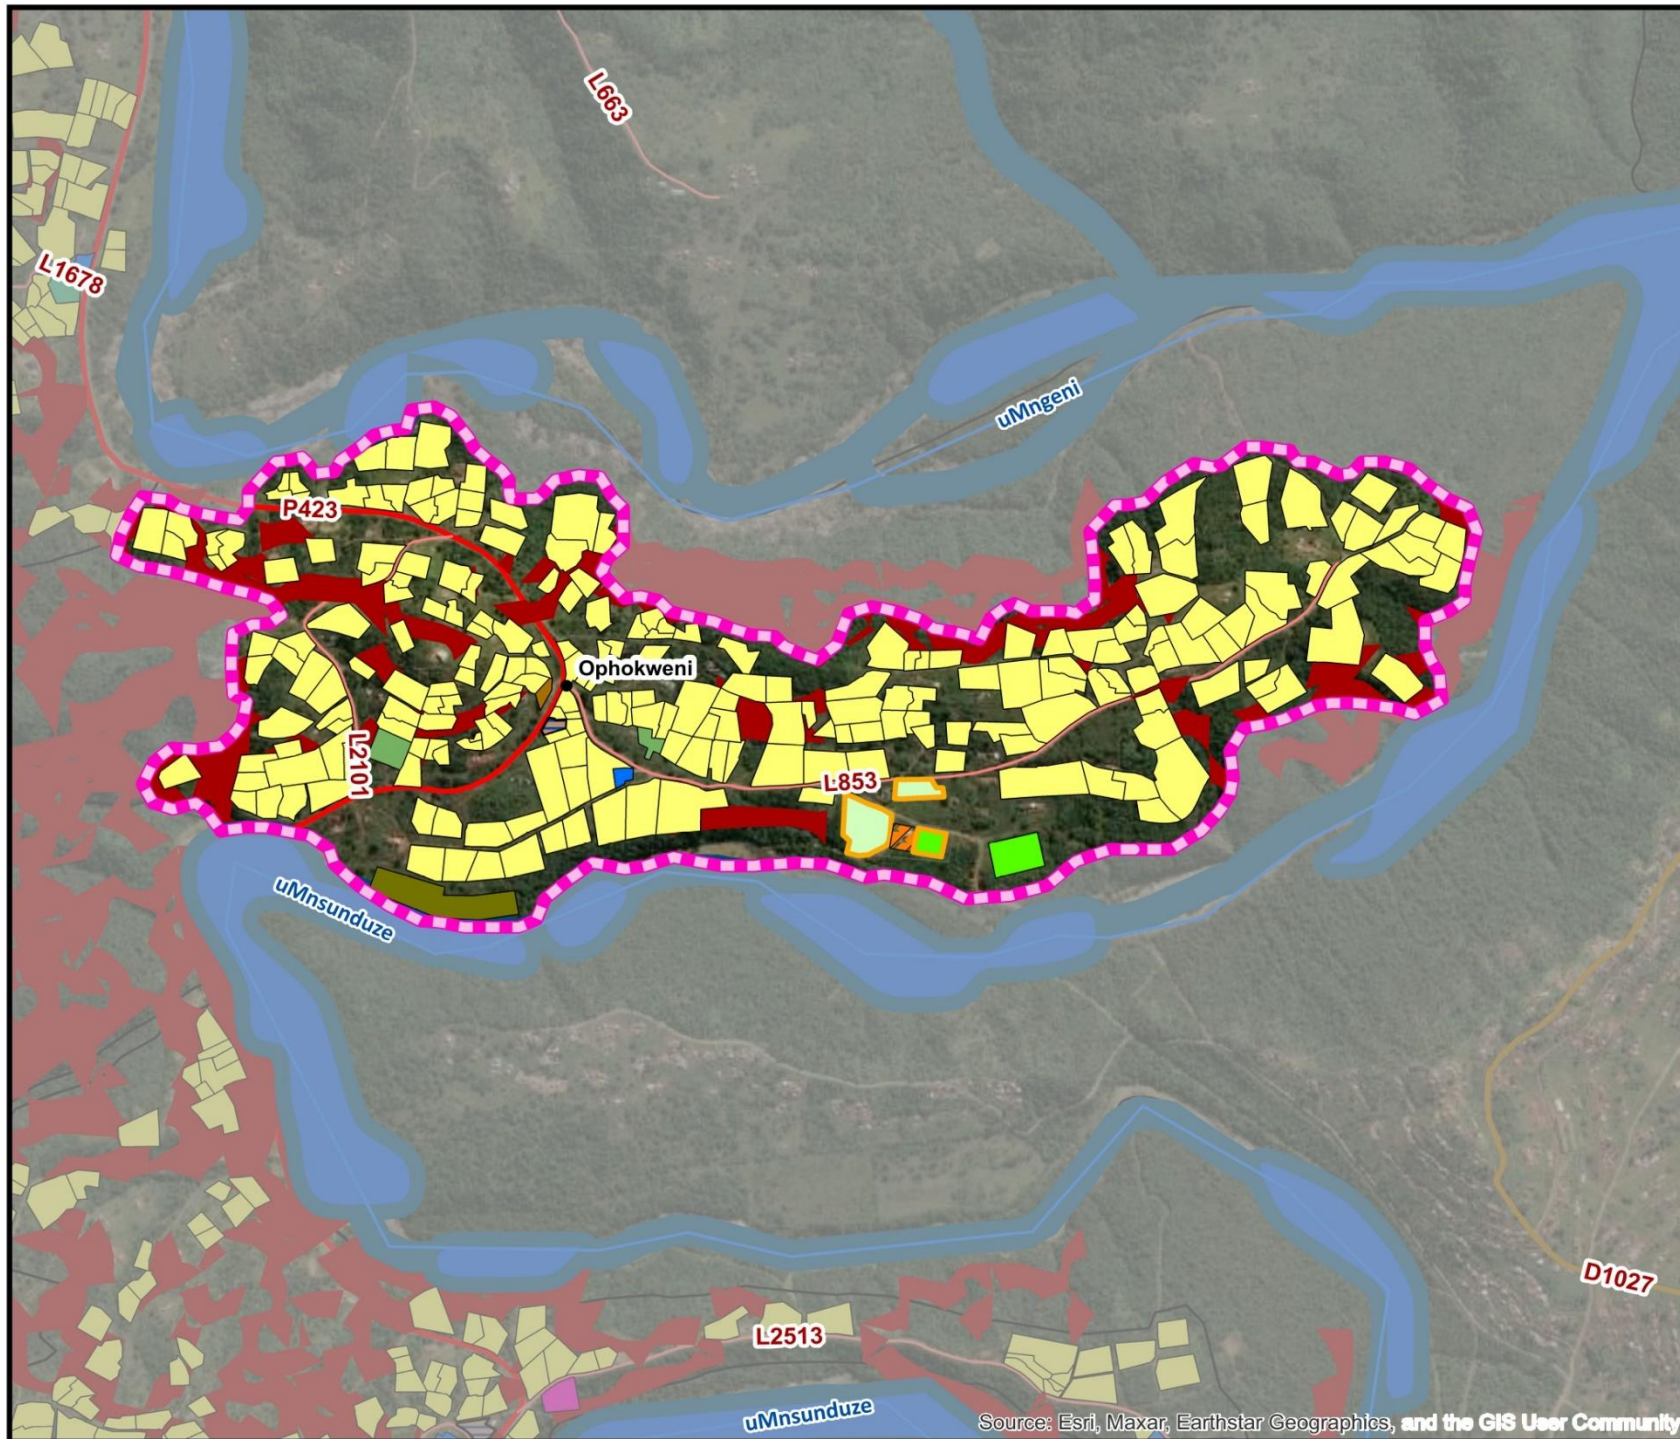 L663
L1678
uMngeni
P423
Ophokweni
L2101
L853
uMnsunduze
D1027
L2513
uMnsunduze
Source: Esri, Maxar, Earthstar Geographics, and the GIS User Community